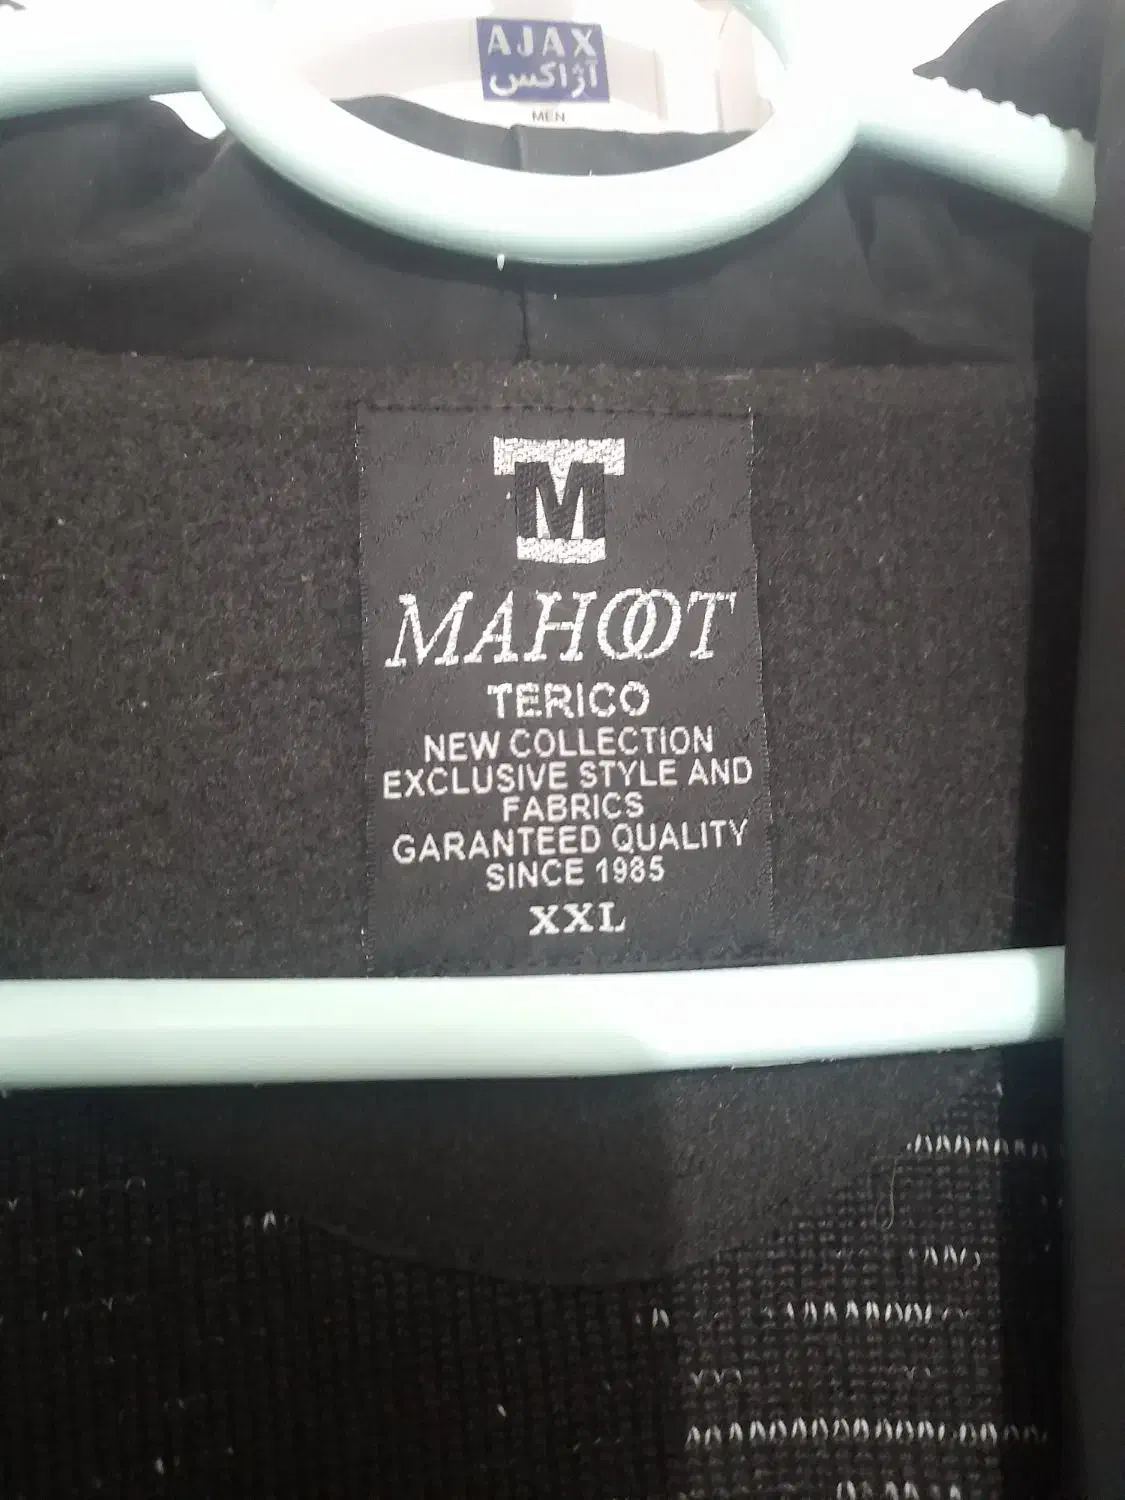 AJAX
آژاکس
MEN
M
MAHOOT
TERICO
NEW COLLECTION
EXCLUSIVE STYLE AND
FABRICS
GARANTEED QUALITY
SINCE 1985
XXL